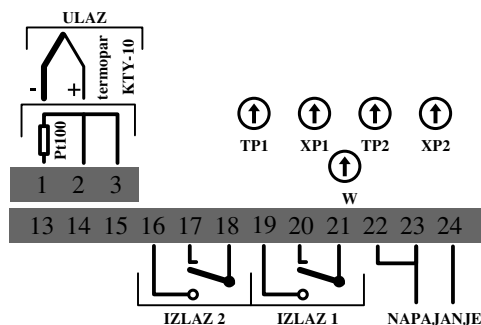 ULAZ
- +
termopar
KTY-10
Pt100
TP1 XP1 TP2 XP2
W
1 2 3
13 14 15 16 17 18 19 20 21 22 23 24
IZLAZ 2 IZLAZ 1 NAPAJANJE